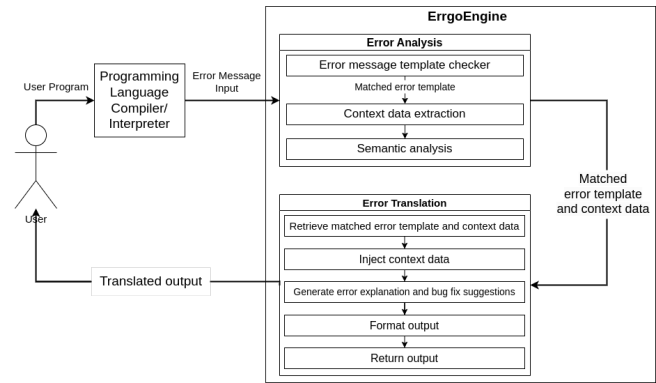 ErrgoEngine
Error Analysis
Error message template checker
Matched error template
Context data extraction
Semantic analysis
User Program
Programming
Language
Compiler/
Interpreter
Error Message
Input
User
Matched
error template
and context data
Error Translation
Retrieve matched error template and context data
Inject context data
Generate error explanation and bug fix suggestions
Format output
Return output
Translated output